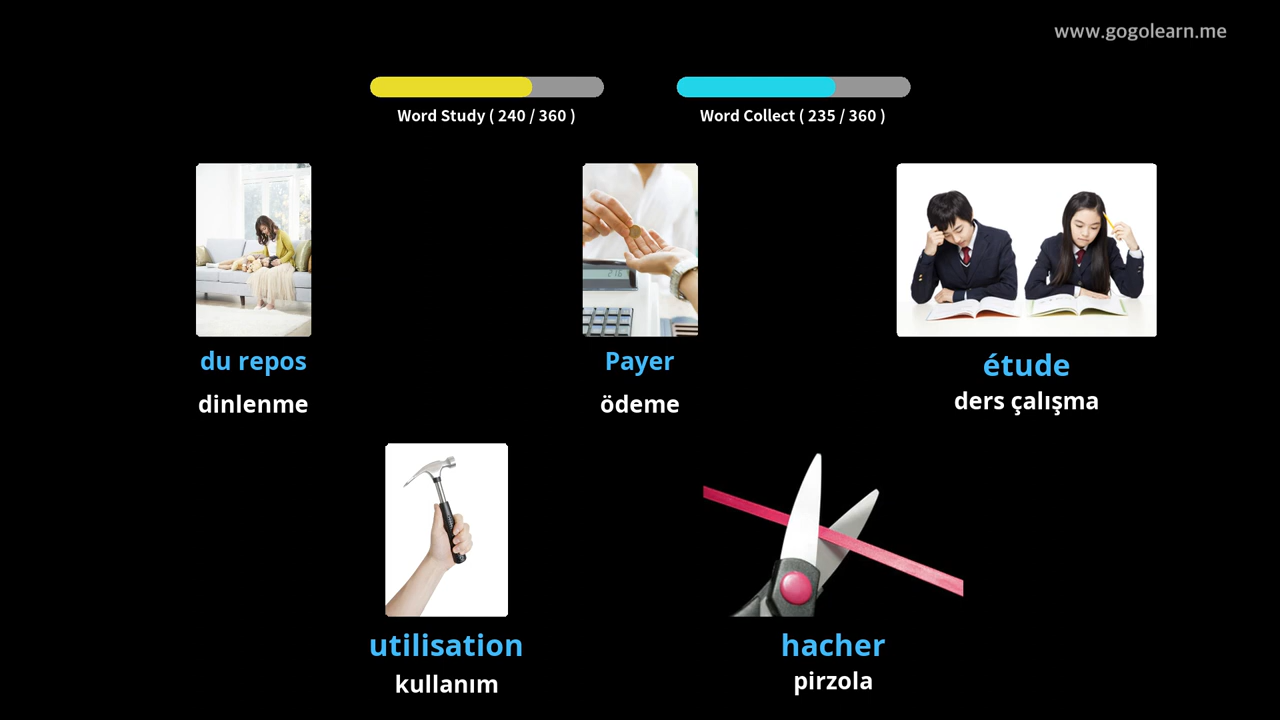 www.gogolearn.me
Word Study ( 240 / 360 )
Word Collect ( 235 / 360 )
du repos
dinlenme
Payer
ödeme
étude
ders çalışma
utilisation
kullanım
hacher
pirzola